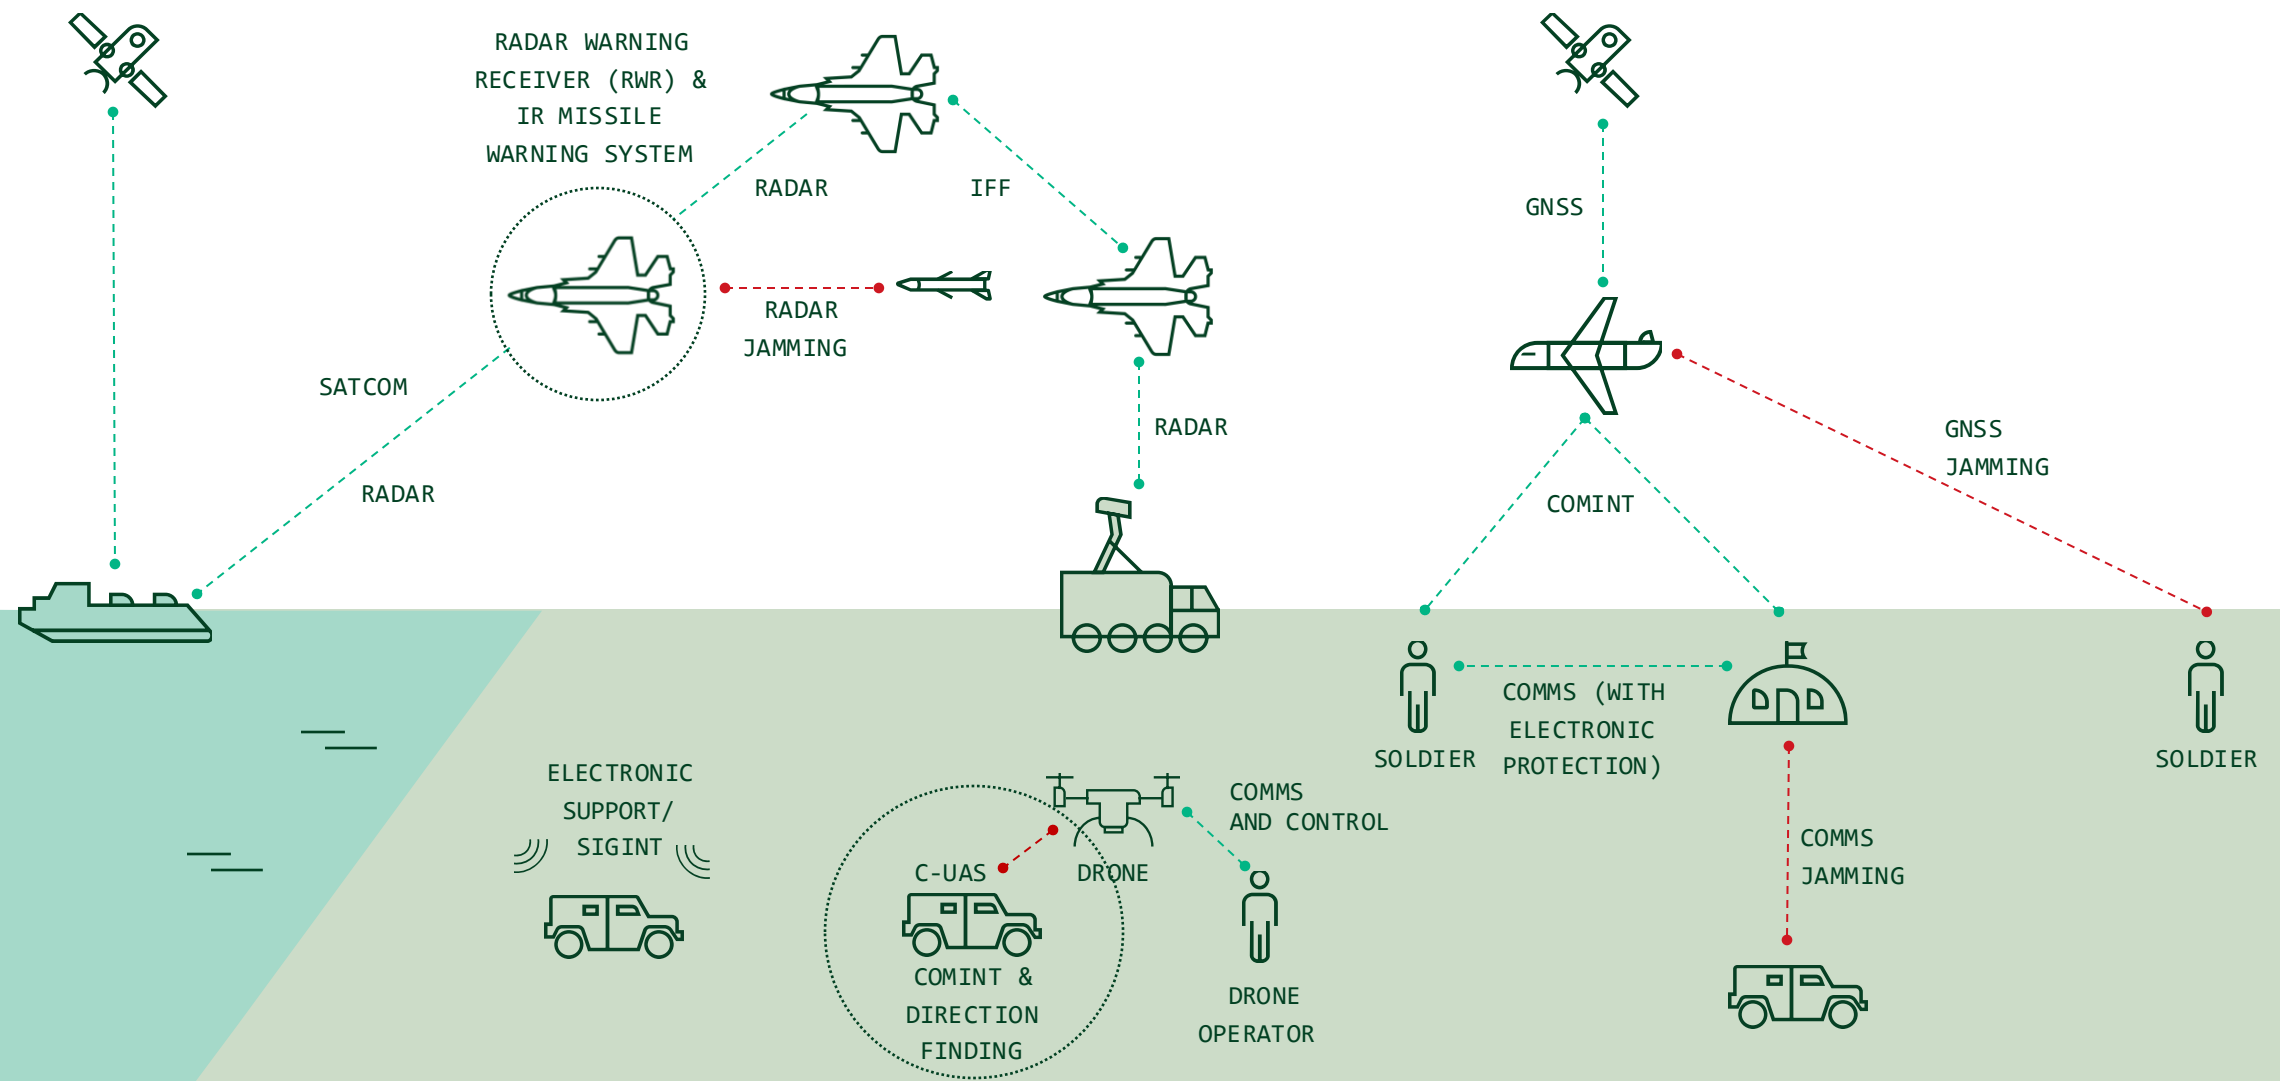 RADAR WARNING
RECEIVER (RWR) &
IR MISSILE
WARNING SYSTEM
RADAR
IFF
GNSS
RADAR
JAMMING
SATCOM
RADAR
RADAR
GNSS
JAMMING
COMINT
COMMS (WITH
ELECTRONIC
PROTECTION)
SOLDIER
SOLDIER
ELECTRONIC
SUPPORT/
SIGINT
COMMS
AND CONTROL
C-UAS
DRONE
COMMS
JAMMING
COMINT &
DIRECTION
FINDING
DRONE
OPERATOR